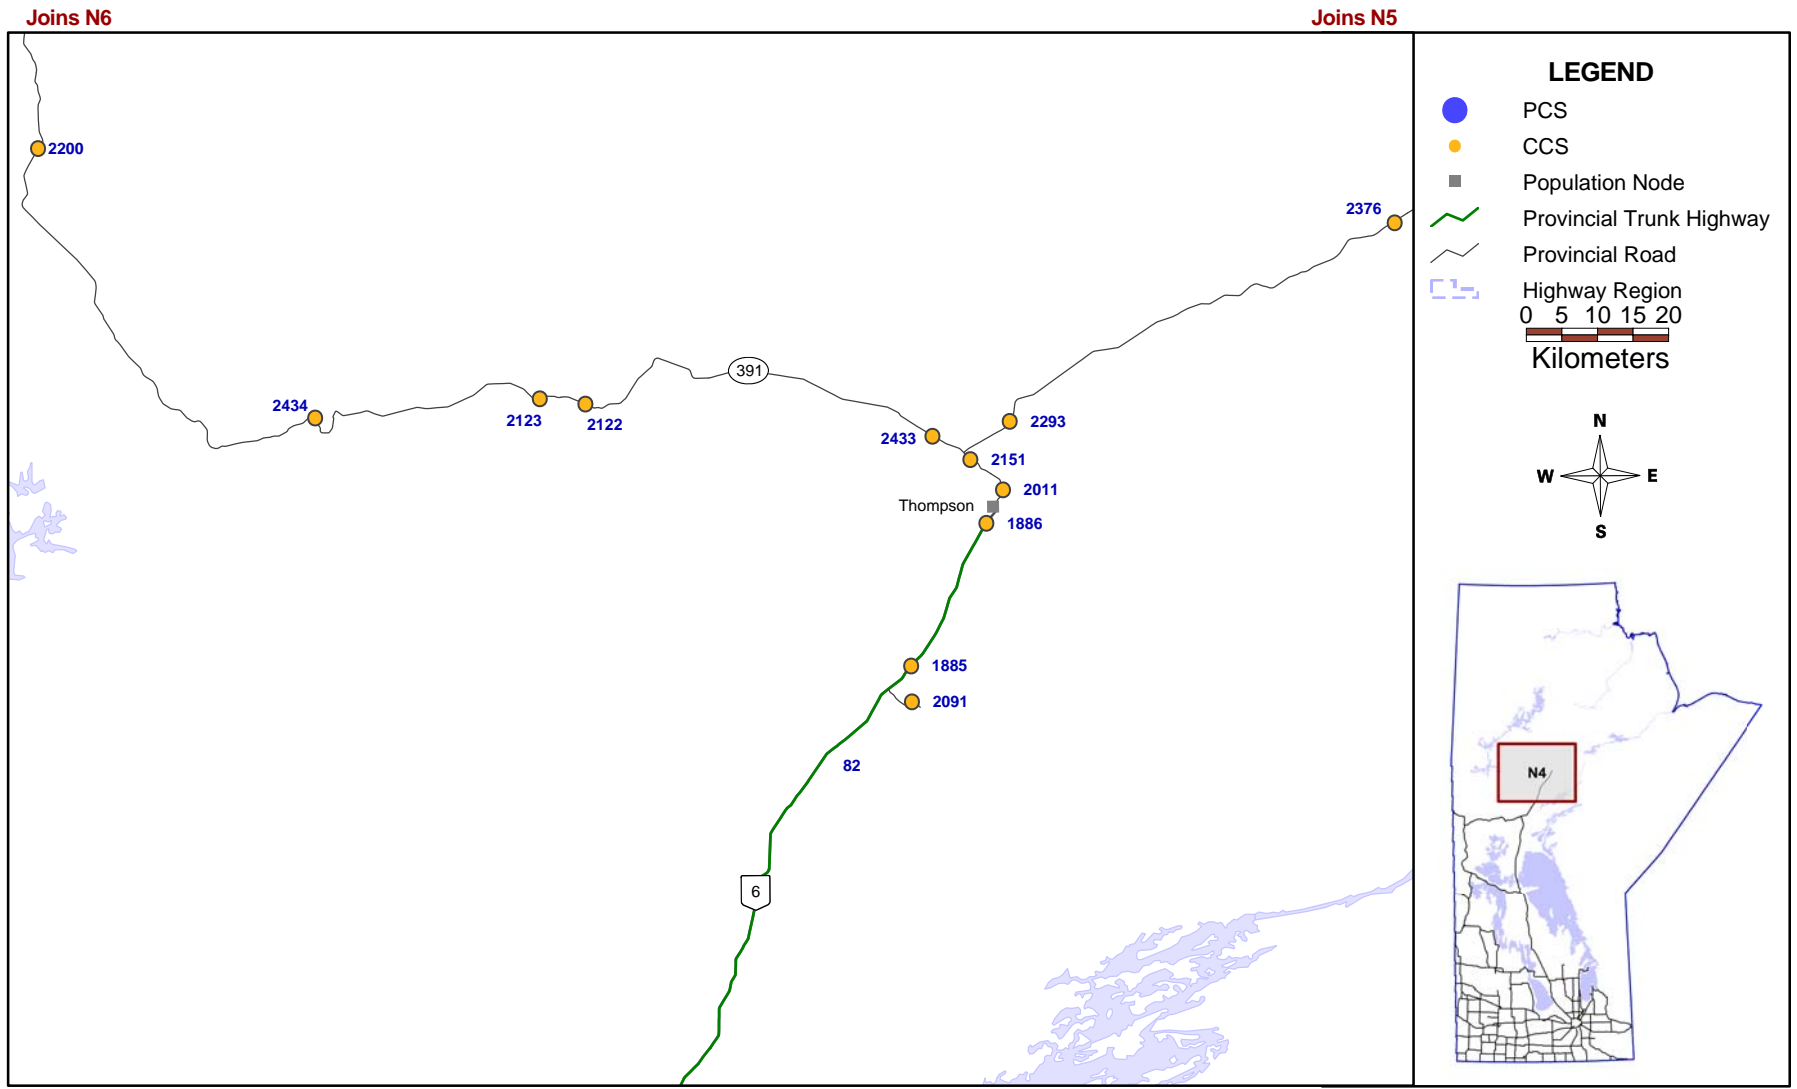 Joins N6
Joins N5
LEGEND
PCS
CCS
Population Node
Provincial Trunk Highway
Provincial Road
Highway Region
0 5 10 15 20
Kilometers
N
W E
S
N4
2200
2376
391
2434
2123
2122
2433
2293
2151
2011
Thompson
1886
1885
2091
82
6